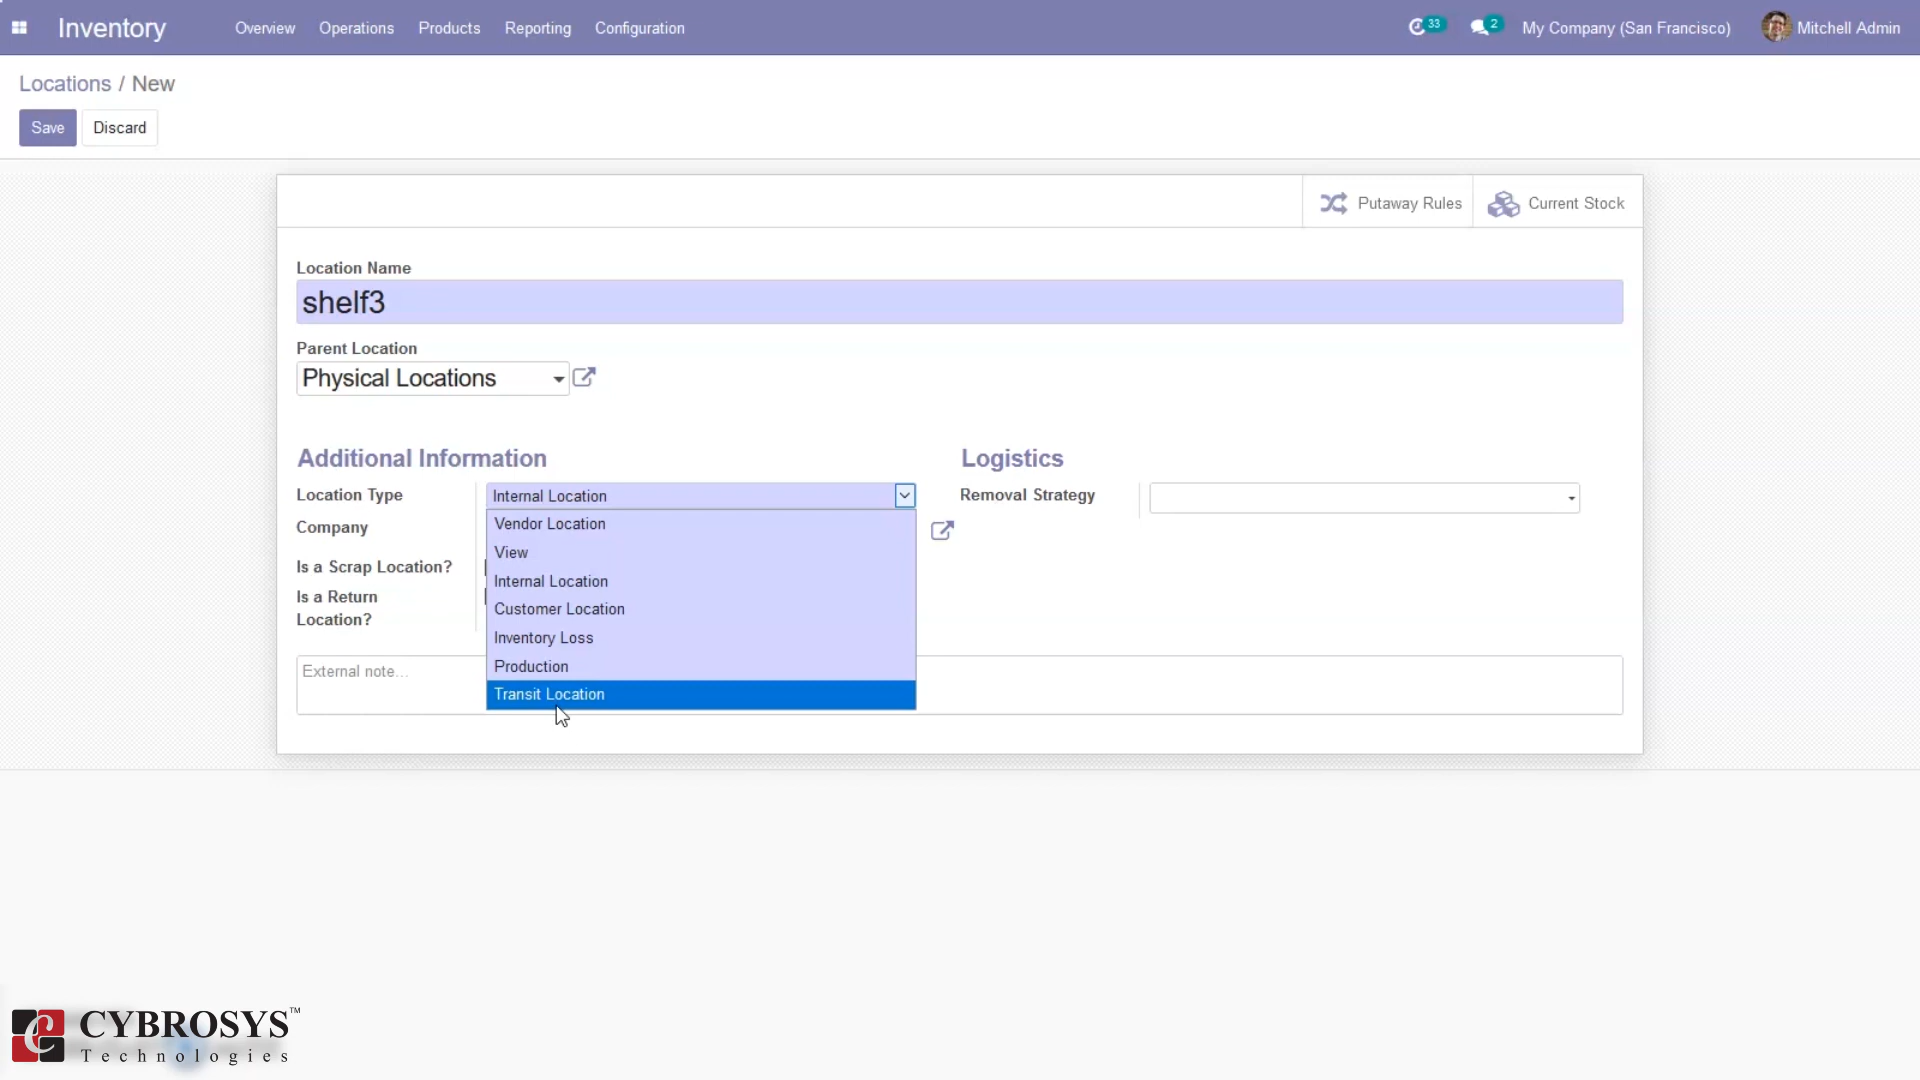 Inventory Overview Operations Products Reporting Configuration 33 2 My Company (San Francisco) Mitchell Admin
Locations / New
Save Discard
Putaway Rules Current Stock
Location Name
shelf3
Parent Location
Physical Locations
Additional Information Logistics
Location Type Internal Location Removal Strategy
Vendor Location
Company
View
Is a Scrap Location?
Internal Location
Is a Return
Location?
Customer Location
Inventory Loss
Production
External note...
Transit Location
CYBROSYS™
Technologies